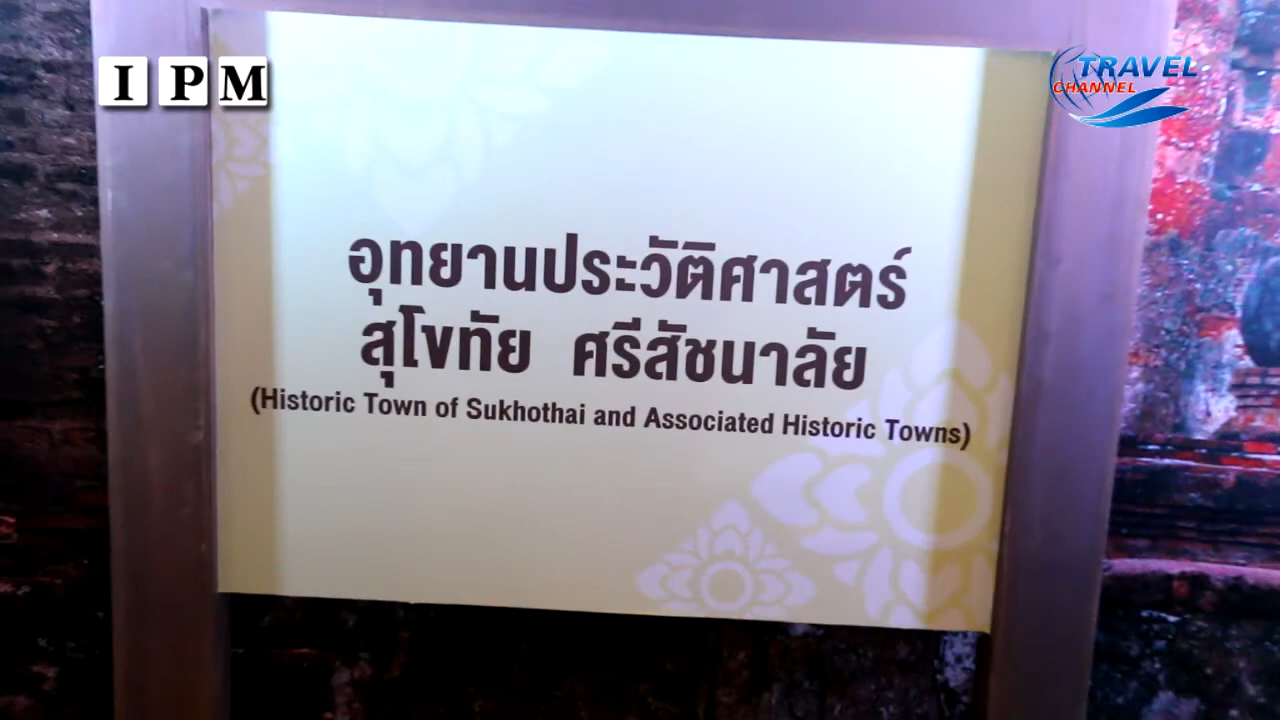 IPM
TRAVEL
CHANNEL
อุทยานประวัติศาสตร์
สุโขทัย ศรีสัชนาลัย
(Historic Town of Sukhothai and Associated Historic Towns)